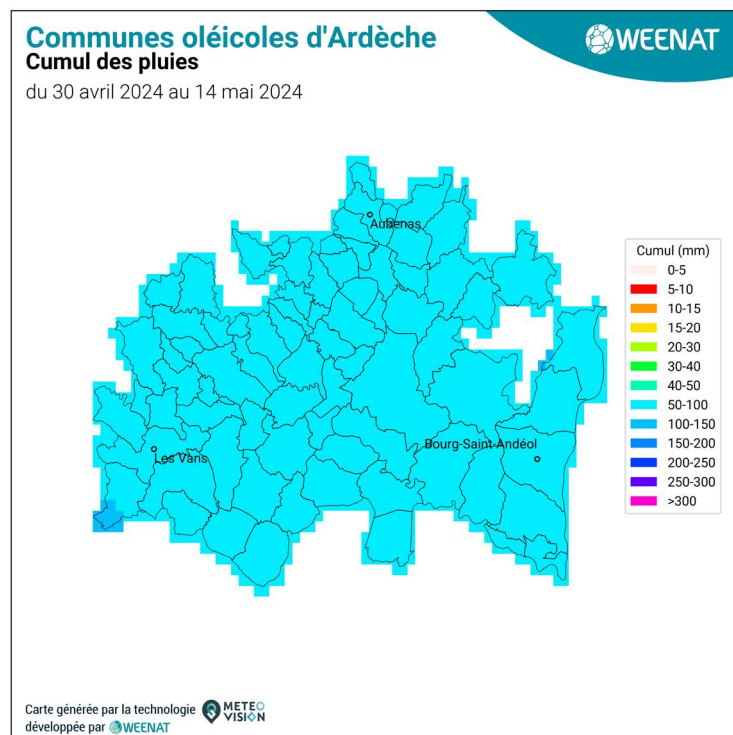 Communes oléicoles d'Ardèche
Cumul des pluies
du 30 avril 2024 au 14 mai 2024
WEENAT
Aubenas
Les Vans
Bourg-Saint-Andéol
Cumul (mm)
0-5
5-10
10-15
15-20
20-30
30-40
40-50
50-100
100-150
150-200
200-250
250-300
>300
Carte générée par la technologie
METEO
VISION
développée par WEENAT